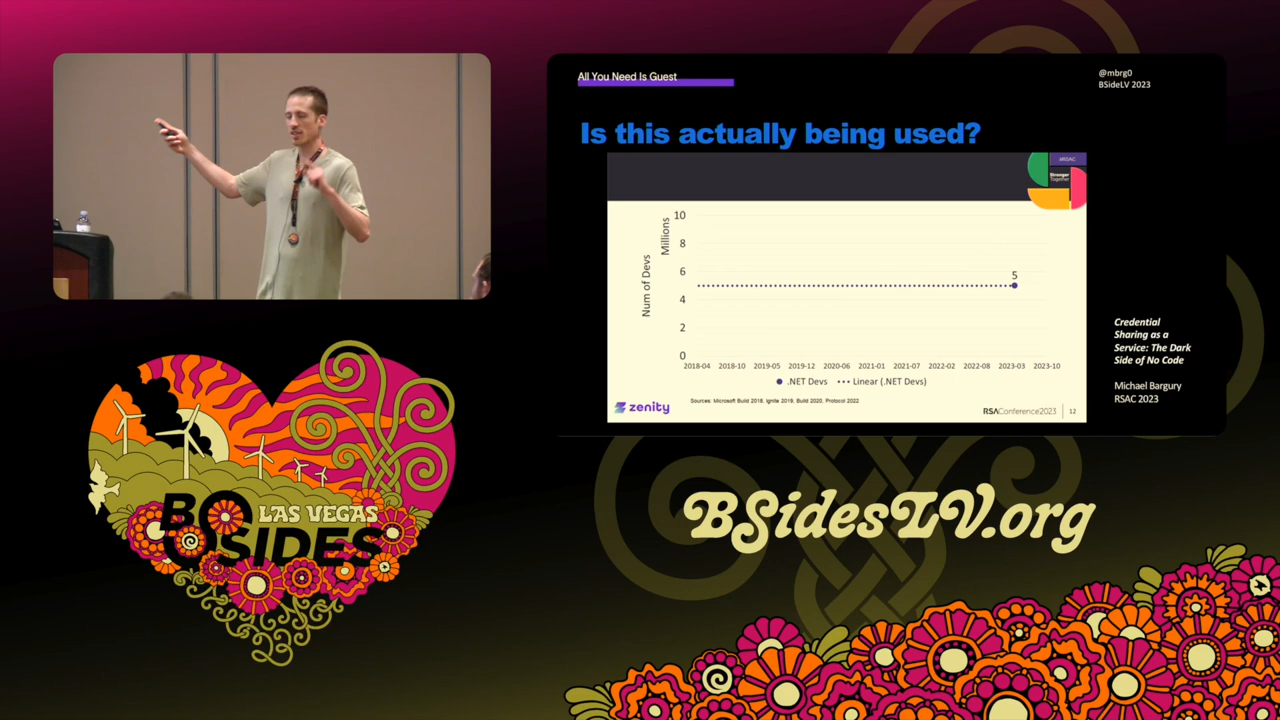 All You Need Is Guest
@mbrg0
BSideLV 2023
Is this actually being used?
#RSAC
Stronger
Together
Millions
Num of Devs
10
8
6
4
2
0
5
2018-04 2018-10 2019-05 2019-12 2020-06 2021-01 2021-07 2022-02 2022-08 2023-03 2023-10
.NET Devs Linear (.NET Devs)
Sources: Microsoft Build 2018, Ignite 2019, Build 2020, Protocol 2022
zenity
RSAConference2023 12
Credential
Sharing as a
Service: The Dark
Side of No Code
Michael Bargury
RSAC 2023
BSidesLV.org
LAS VEGAS
BSIDES
23